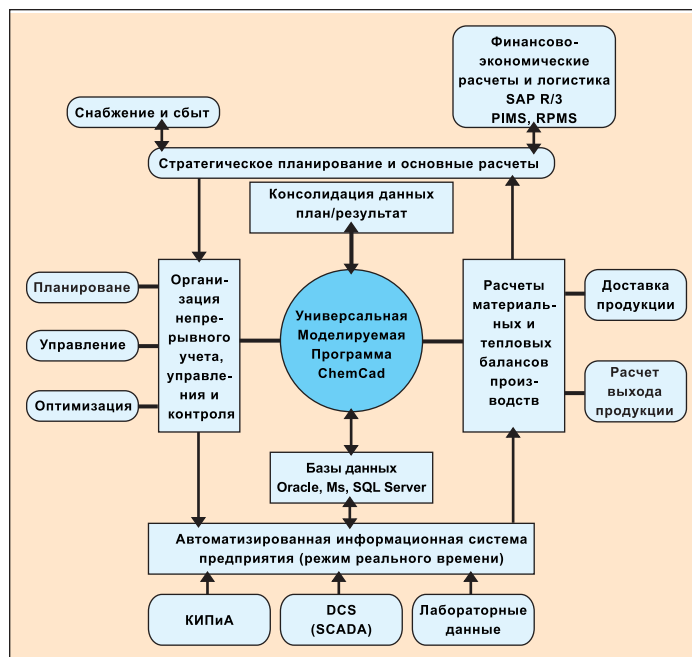 Финансово-
экономические
расчеты и логистика
SAP R/3
PIMS, RPMS
Снабжение и сбыт
Стратегическое планирование и основные расчеты
Консолидация данных
план/результат
Планироване
Управление
Оптимизация
Органи-
зация
непре-
рывного
учета,
управле-
ния и
контроля
Универсальная
Моделируемая
Программа
ChemCad
Расчеты
материаль-
ных и
тепловых
балансов
произ-
водств
Доставка
продукции
Расчет
выхода
продукции
Базы данных
Oracle, Ms, SQL Server
Автоматизированная информационная система
предприятия (режим реального времени)
КИПиА
DCS
(SCADA)
Лабораторные
данные